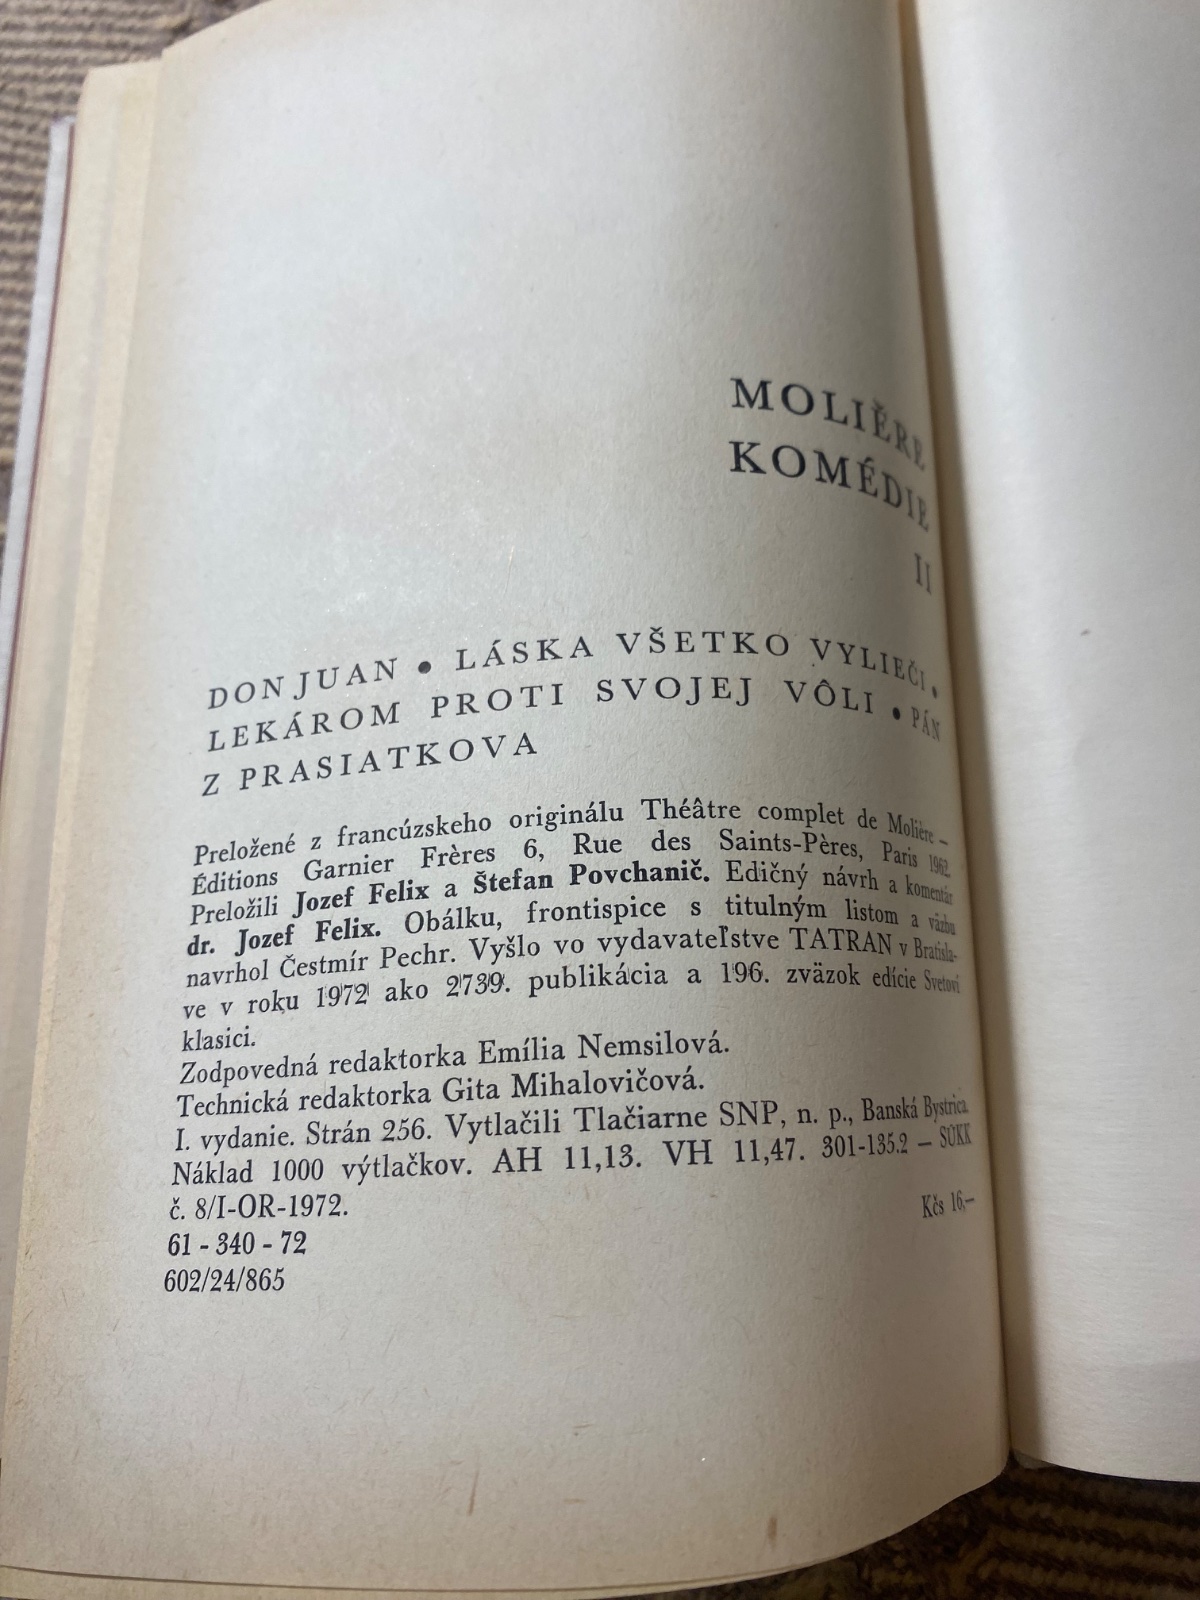 MOLIÈRE
KOMÉDIE
II
DON JUAN • LÁSKA VŠETKO VYLIEČI •
LEKÁROM PROTI SVOJEJ VÔLI • PÁN
Z PRASIATKOVA
Preložené z francúzskeho originálu Théâtre complet de Molière —
Éditions Garnier Frères 6, Rue des Saints-Pères, Paris 1962.
Preložili Jozef Felix a Štefan Povchanič. Edičný návrh a komentár
dr. Jozef Felix. Obálku, frontispice s titulným listom a väzbu
navrhol Čestmír Pechr. Vyšlo vo vydavateľstve TATRAN v Bratisla-
ve v roku 1972 ako 2739. publikácia a 196. zväzok edície Svetoví
klasici.
Zodpovedná redaktorka Emília Nemsilová.
Technická redaktorka Gita Mihalovičová.
I. vydanie. Strán 256. Vytlačili Tlačiarne SNP, n. p., Banská Bystrica.
Náklad 1000 výtlačkov. AH 11,13. VH 11,47. 301-135.2 — SÚKK
č. 8/I-OR-1972.
Kčs 16,—
61 - 340 - 72
602/24/865